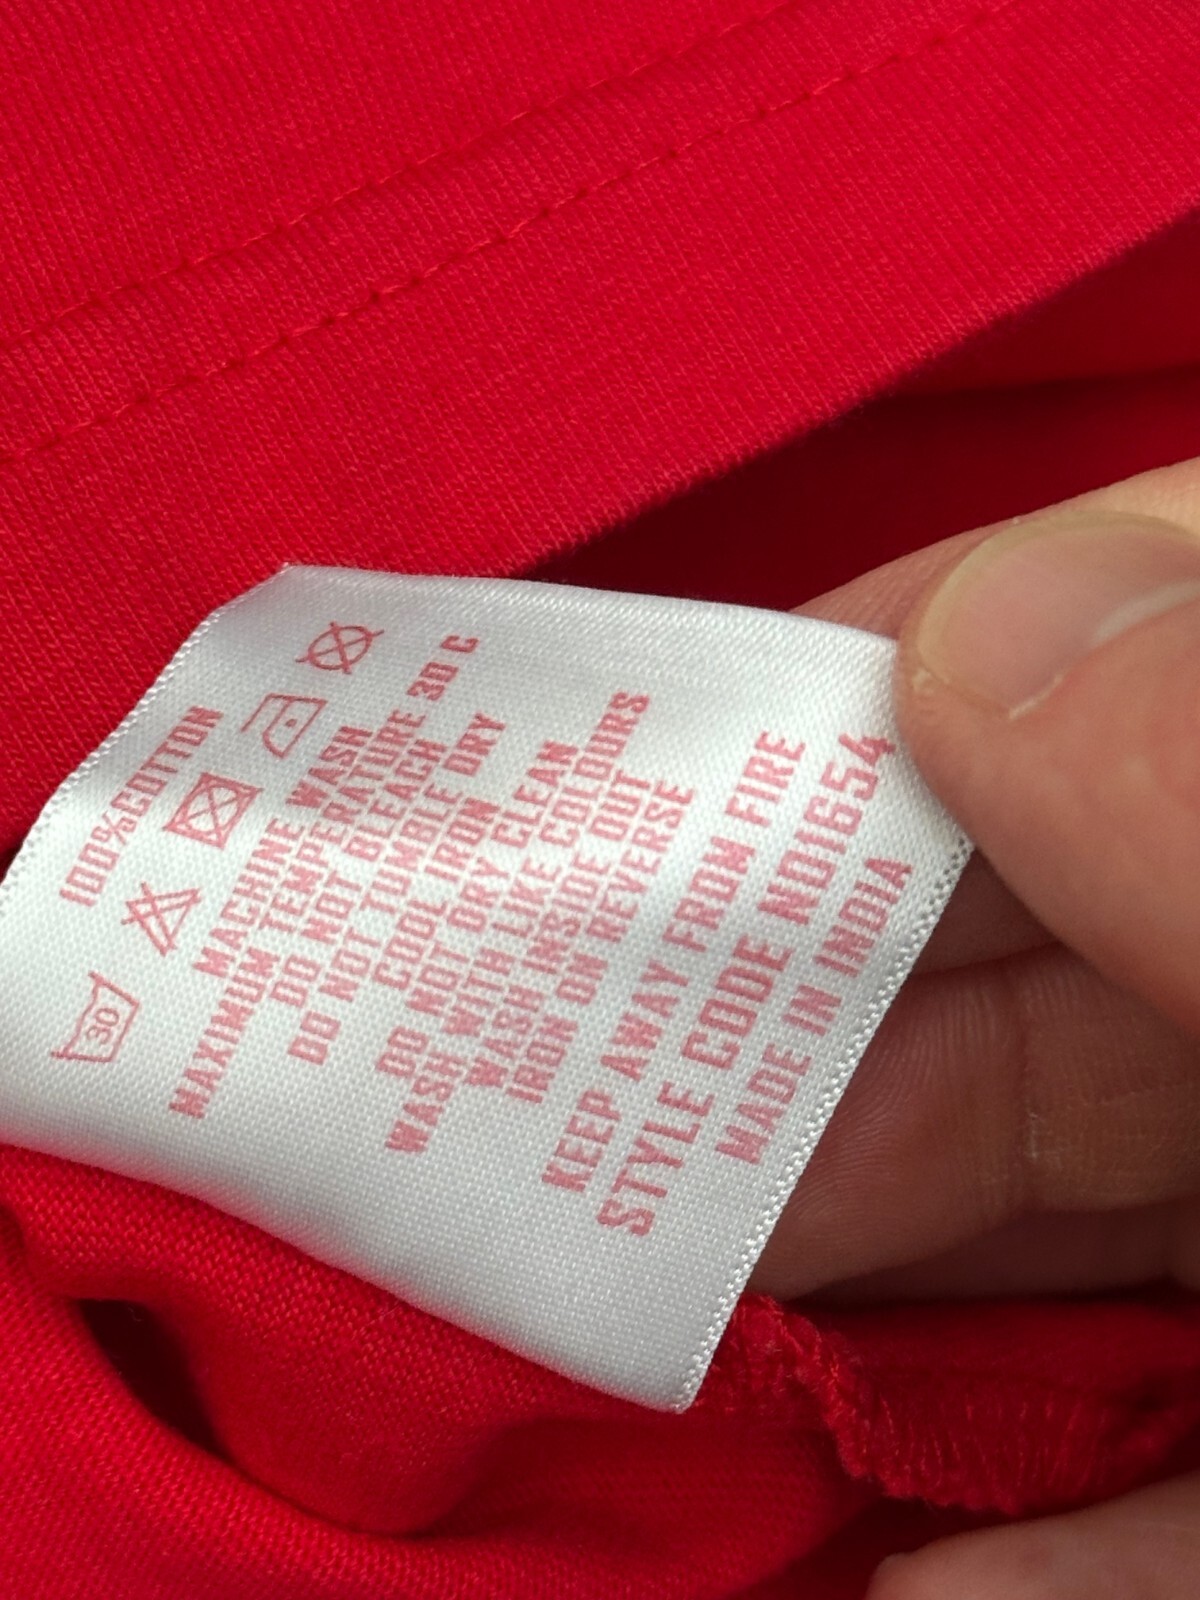 100% COTTON
30
MACHINE WASH
MAXIMUM TEMPERATURE 30 C
DO NOT BLEACH
DO NOT TUMBLE DRY
COOL IRON
DO NOT DRY CLEAN
WASH WITH LIKE COLOURS
WASH INSIDE OUT
IRON ON REVERSE
KEEP AWAY FROM FIRE
STYLE CODE NO1654
MADE IN INDIA